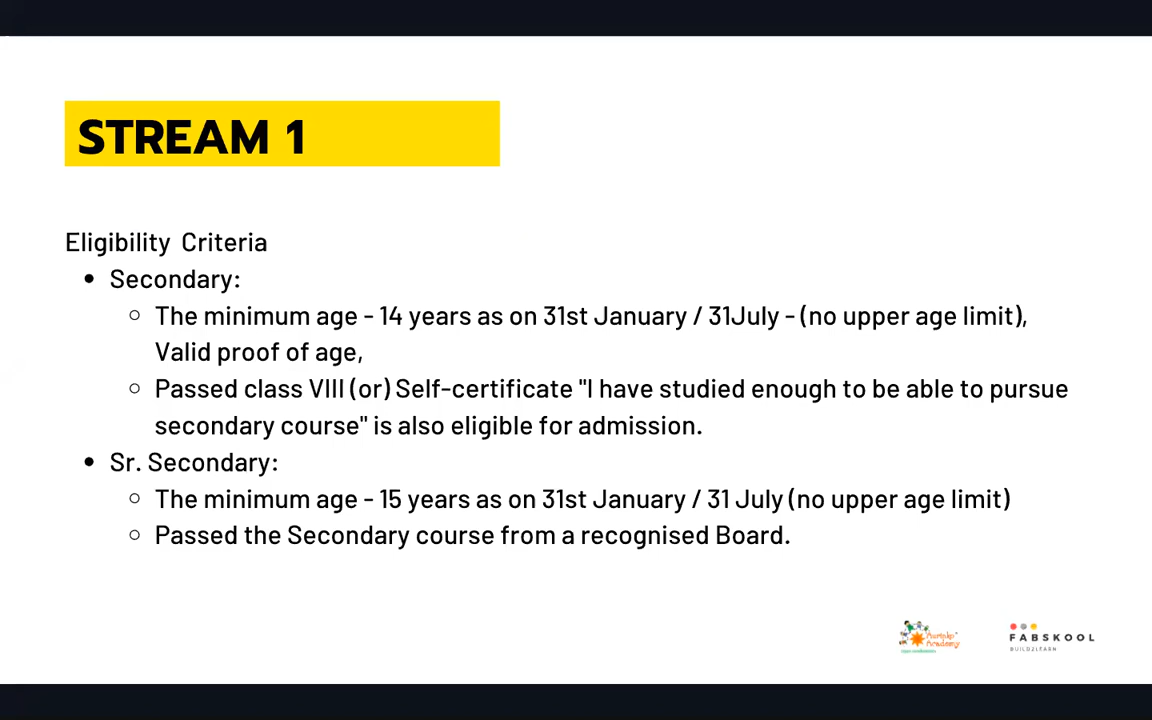 STREAM 1
Eligibility Criteria
• Secondary:
○ The minimum age - 14 years as on 31st January / 31July - (no upper age limit),
Valid proof of age,
○ Passed class VIII (or) Self-certificate "I have studied enough to be able to pursue
secondary course" is also eligible for admission.
• Sr. Secondary:
○ The minimum age - 15 years as on 31st January / 31 July (no upper age limit)
○ Passed the Secondary course from a recognised Board.
Aurinko
Academy
FABSKOOL
BUILD2LEARN